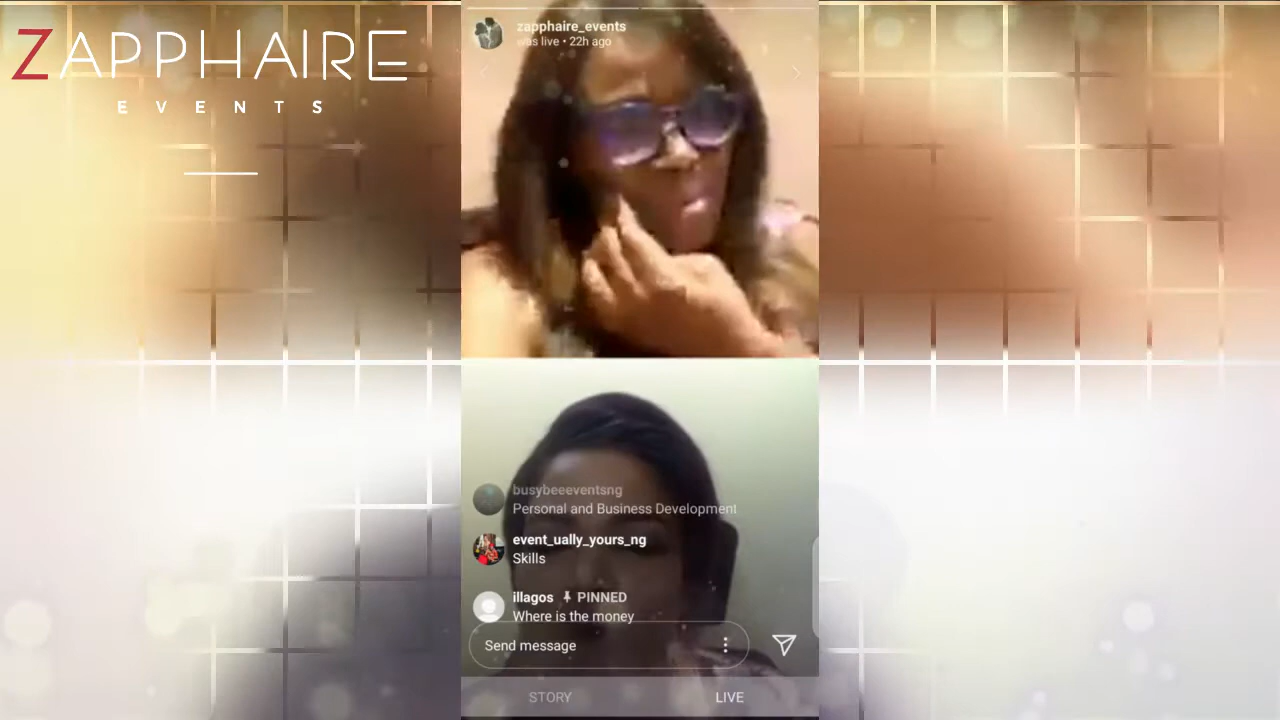 ZAPPHAIRE
EVENTS
zapphaire_events
was live • 22h ago
busybeeeventsng
Personal and Business Development
event_ually_yours_ng
Skills
illagos PINNED
Where is the money
Send message
STORY
LIVE